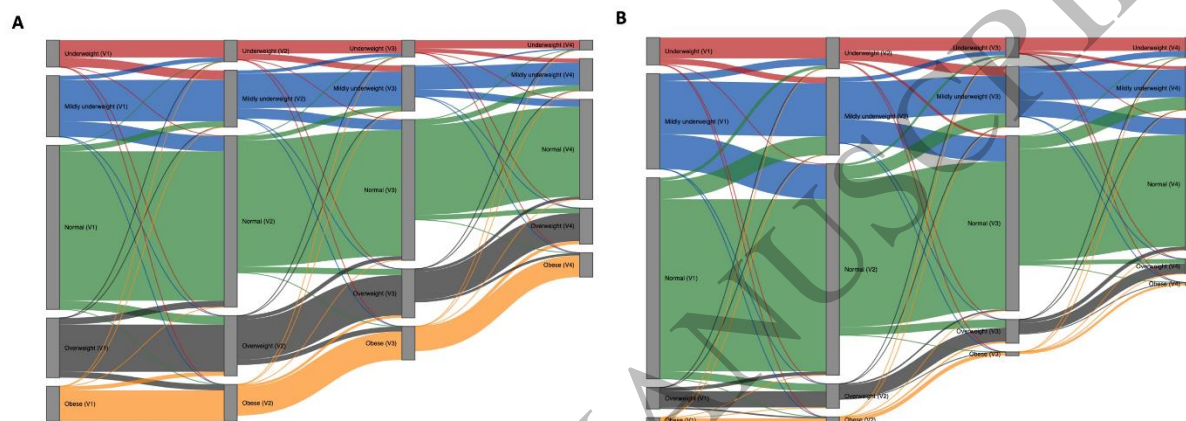 A
Underweight (V1)
Underweight (V2)
Underweight (V3)
Underweight (V4)
Mildly underweight (V1)
Mildly underweight (V2)
Mildly underweight (V3)
Mildly underweight (V4)
Normal (V1)
Normal (V2)
Normal (V3)
Normal (V4)
Overweight (V1)
Overweight (V2)
Overweight (V3)
Overweight (V4)
Obese (V1)
Obese (V2)
Obese (V3)
Obese (V4)
B
Underweight (V1)
Underweight (V2)
Underweight (V3)
Underweight (V4)
Mildly underweight (V1)
Mildly underweight (V2)
Mildly underweight (V3)
Mildly underweight (V4)
Normal (V1)
Normal (V2)
Normal (V3)
Normal (V4)
Overweight (V1)
Overweight (V2)
Overweight (V3)
Overweight (V4)
Obese (V1)
Obese (V2)
Obese (V3)
Obese (V4)